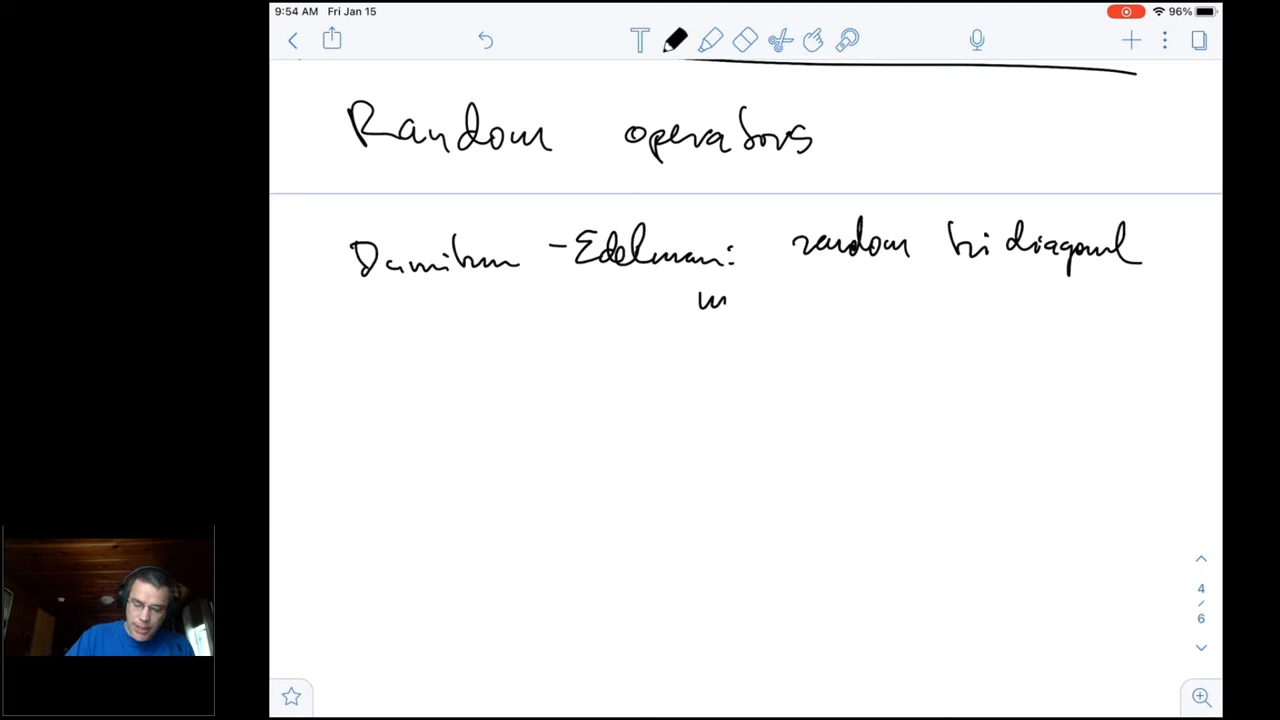 9:54 AM Fri Jan 15
96%
T
Random operators
Dumitriu - Edelman: random tridiagonal
m
4
/
6